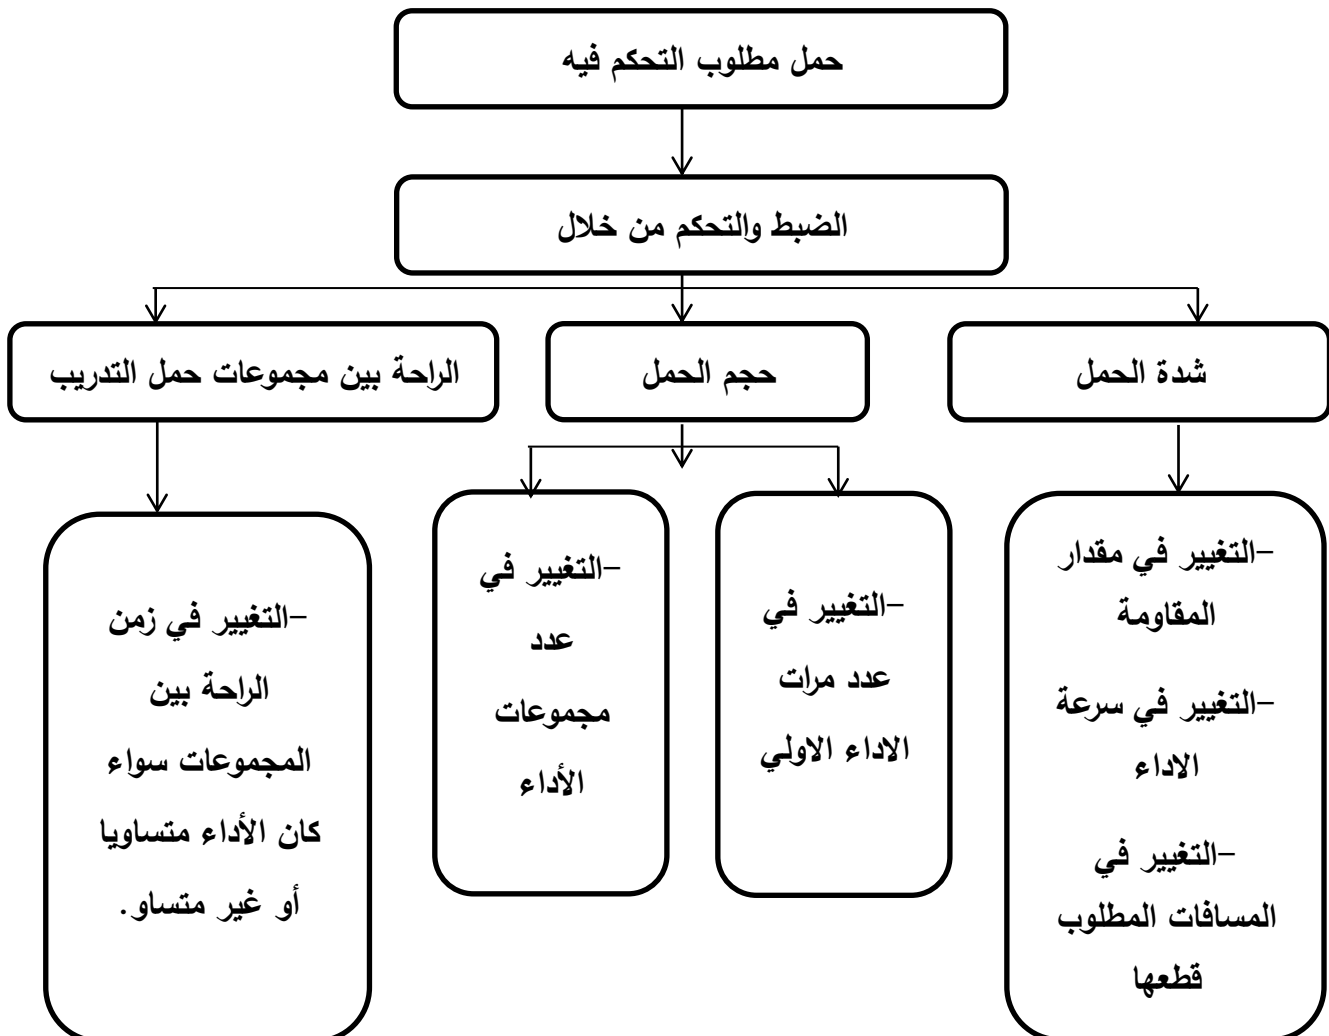 حمل مطلوب التحكم فيه
الضبط والتحكم من خلال
شدة الحمل
حجم الحمل
الراحة بين مجموعات حمل التدريب
-التغيير في مقدار
المقاومة
-التغيير في سرعة
الاداء
-التغيير في
المسافات المطلوب
قطعها
-التغيير في
عدد مرات
الاداء الاولي
-التغيير في
عدد
مجموعات
الأداء
-التغيير في زمن
الراحة بين
المجموعات سواء
كان الأداء متساويا
أو غير متساو.